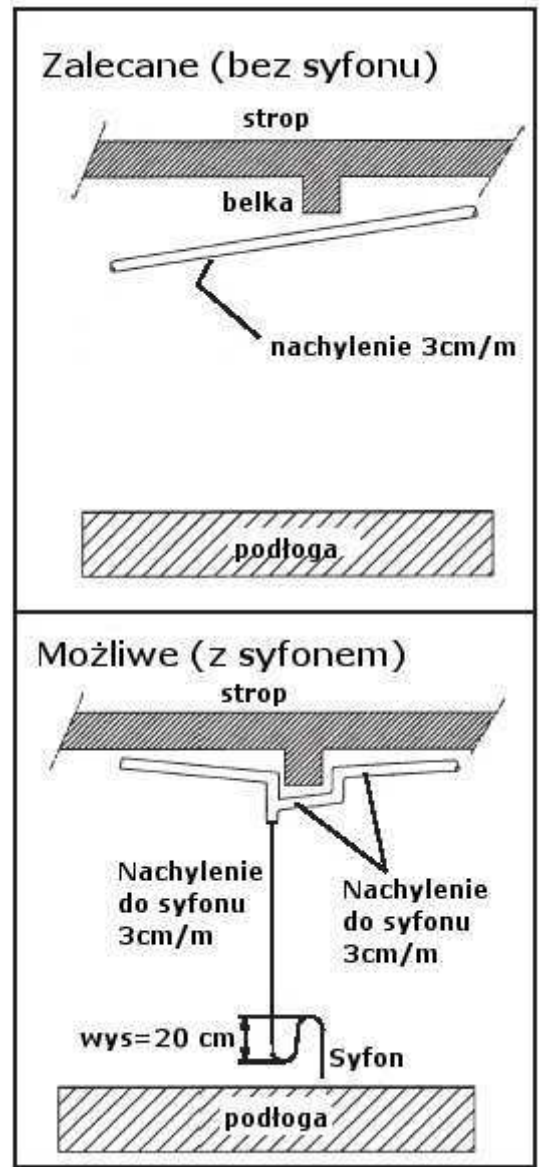 Zalecane (bez syfonu)
strop
belka
nachylenie 3cm/m
podłoga
Możliwe (z syfonem)
strop
Nachylenie
do syfonu
3cm/m
Nachylenie
do syfonu
3cm/m
wys=20 cm
Syfon
podłoga